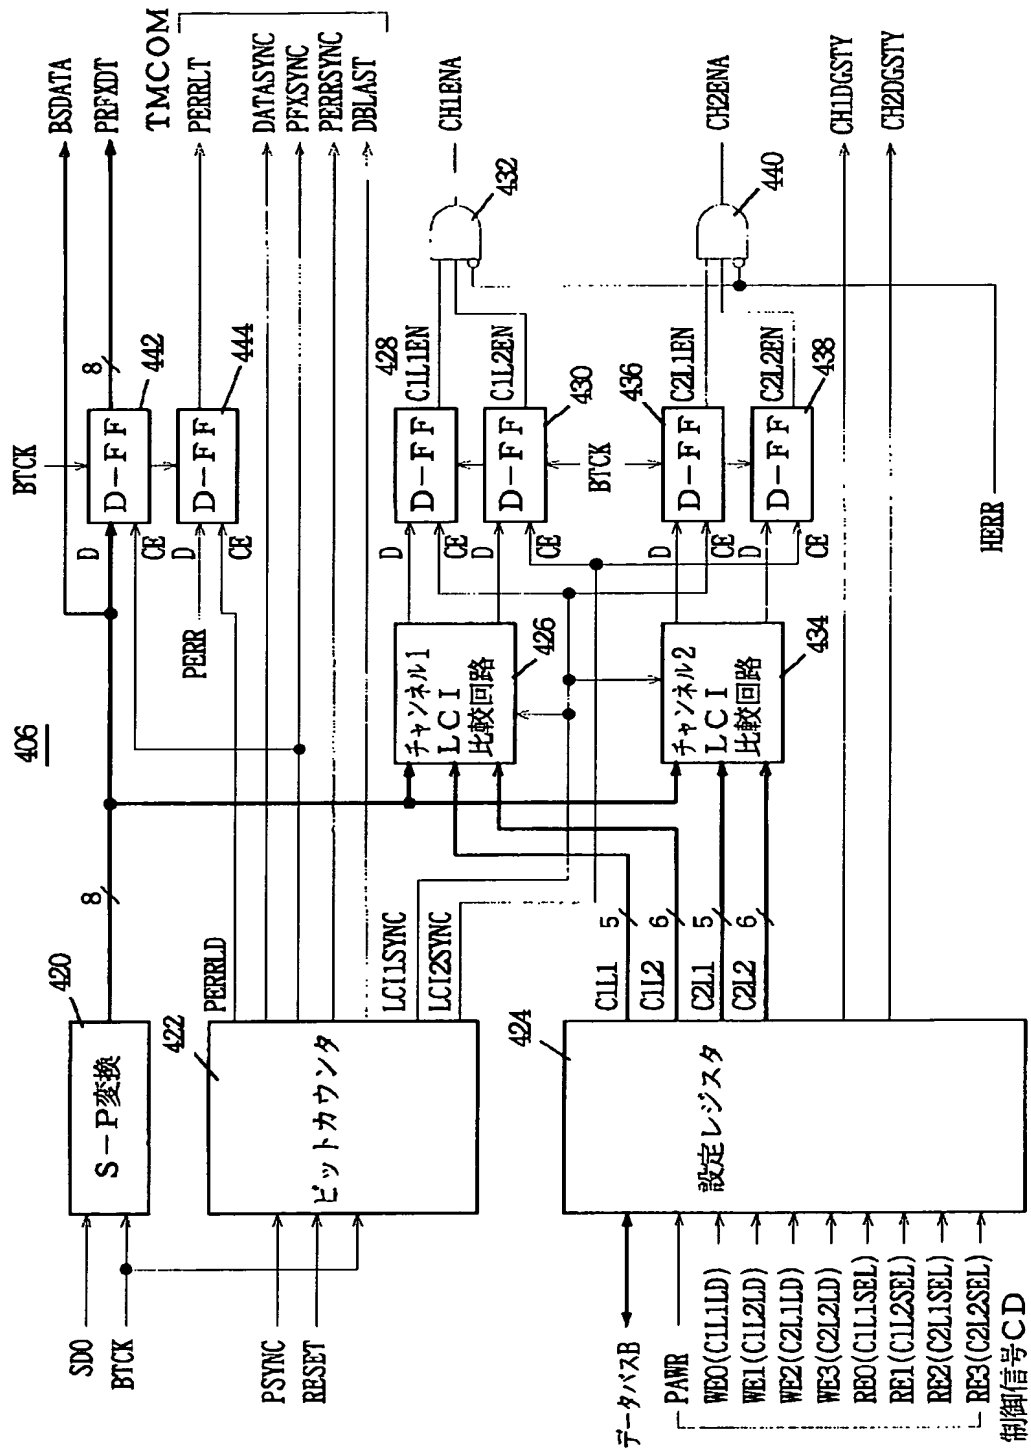 406
SDO
BTCK
PSYNC
RESET
データバスB
PAWR
WE0(C1L1LD)
WE1(C1L2LD)
WE2(C2L1LD)
WE3(C2L2LD)
RE0(C1L1SEL)
RE1(C1L2SEL)
RE2(C2L1SEL)
RE3(C2L2SEL)
制御信号CD
420
S-P変換
422
ビットカウンタ
424
設定レジスタ
8
PERRLD
LCI1SYNC
LCI2SYNC
C1L1
5
C1L2
6
C2L1
5
C2L2
6
チャンネル1
LCI
比較回路
426
チャンネル2
LCI
比較回路
434
BTCK
D
CE
D-FF
442
8
PERR
D
CE
D-FF
444
D
CE
D-FF
428
C1L1EN
D
CE
D-FF
430
C1L2EN
BTCK
D
CE
D-FF
436
C2L1EN
D
CE
D-FF
438
C2L2EN
HERR
432
440
BSDATA
PRFXDT
TMCOM
PERRLT
DATASYNC
PFXSYNC
PERRSYNC
DBLAST
CH1ENA
CH2ENA
CH1DGSTY
CH2DGSTY